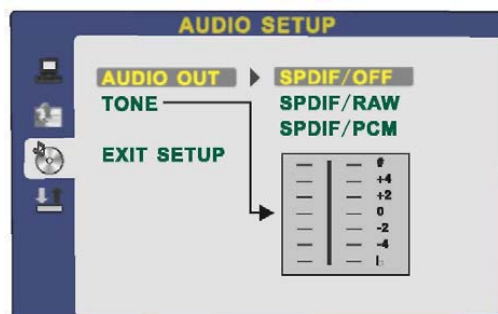 AUDIO SETUP
AUDIO OUT SPDIF/OFF
TONE SPDIF/RAW
SPDIF/PCM
EXIT SETUP
+4
+2
0
-2
-4